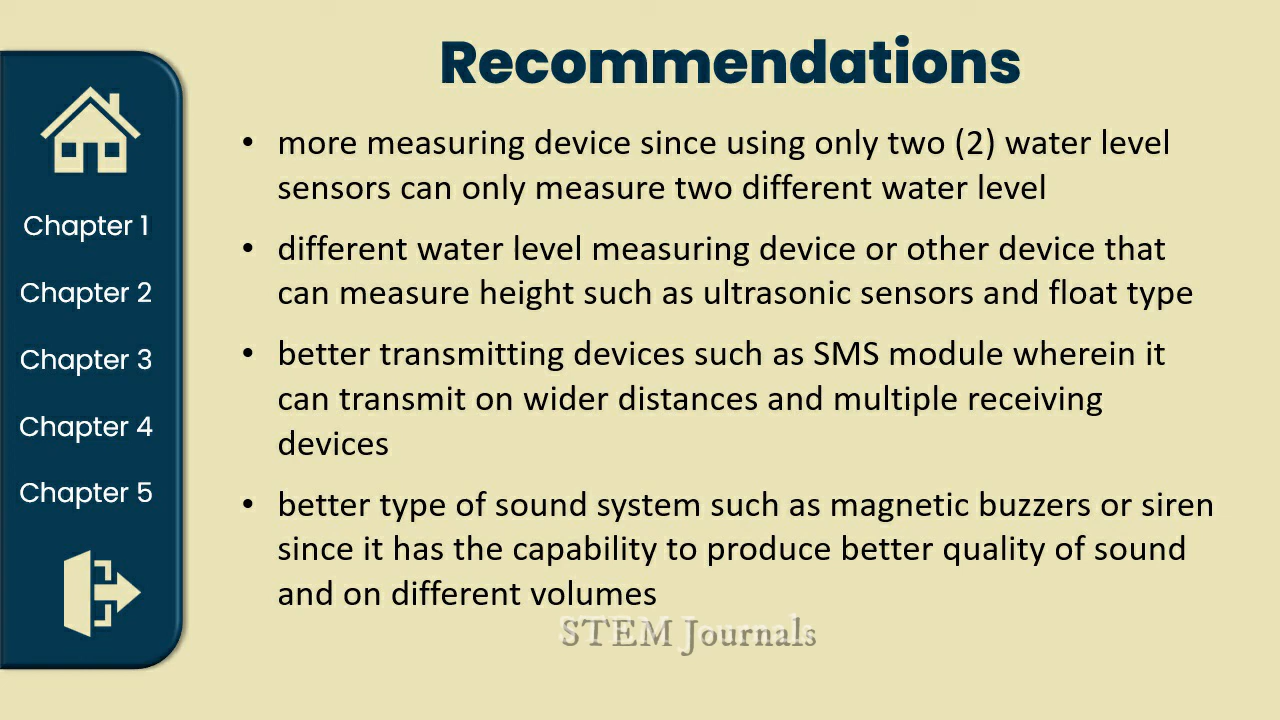 Recommendations
Chapter 1
Chapter 2
Chapter 3
Chapter 4
Chapter 5
• more measuring device since using only two (2) water level
sensors can only measure two different water level
• different water level measuring device or other device that
can measure height such as ultrasonic sensors and float type
• better transmitting devices such as SMS module wherein it
can transmit on wider distances and multiple receiving
devices
• better type of sound system such as magnetic buzzers or siren
since it has the capability to produce better quality of sound
and on different volumes
STEM Journals